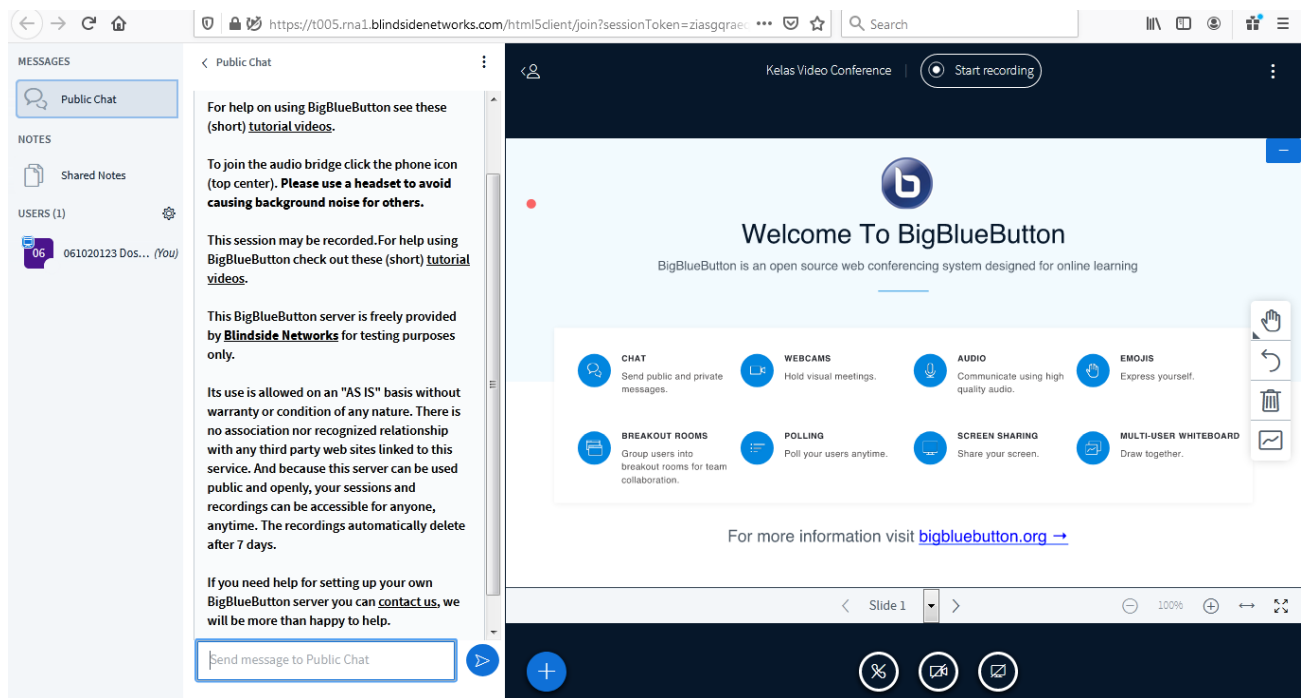 https://t005.rna1.blindsidenetworks.com/html5client/join?sessionToken=ziasgqraec
Search
MESSAGES
Public Chat
NOTES
Shared Notes
USERS (1)
06
061020123 Dos... (You)
Public Chat
For help on using BigBlueButton see these
(short) tutorial videos.
To join the audio bridge click the phone icon
(top center). Please use a headset to avoid
causing background noise for others.
This session may be recorded.For help using
BigBlueButton check out these (short) tutorial
videos.
This BigBlueButton server is freely provided
by Blindside Networks for testing purposes
only.
Its use is allowed on an "AS IS" basis without
warranty or condition of any nature. There is
no association nor recognized relationship
with any third party web sites linked to this
service. And because this server can be used
public and openly, your sessions and
recordings can be accessible for anyone,
anytime. The recordings automatically delete
after 7 days.
If you need help for setting up your own
BigBlueButton server you can contact us, we
will be more than happy to help.
Send message to Public Chat
Kelas Video Conference
Start recording
b
Welcome To BigBlueButton
BigBlueButton is an open source web conferencing system designed for online learning
CHAT
Send public and private
messages.
WEBCAMS
Hold visual meetings.
AUDIO
Communicate using high
quality audio.
EMOJIS
Express yourself.
BREAKOUT ROOMS
Group users into
breakout rooms for team
collaboration.
POLLING
Poll your users anytime.
SCREEN SHARING
Share your screen.
MULTI-USER WHITEBOARD
Draw together.
For more information visit bigbluebutton.org →
Slide 1
100%